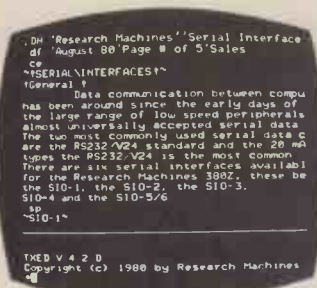 .DH 'Research Machines''Serial Interface
df 'August 80'Page # of 5'Sales
ce
^†SERIAL\INTERFACES†^
†General †
Data communication between compu
has been around since the early days of
the large range of low speed peripherals
almost universally accepted serial data
The two most commonly used serial data c
are the RS232/V24 standard and the 20 mA
types the RS232/V24 is the most common
There are six serial interfaces availabl
for the Research Machines 380Z, these be
the SIO-1, the SIO-2, the SIO-3.
SIO-4 and the SIO-5/6
sp
^SIO-1^
TXED V 4 2 D
Copyright (c) 1980 by Research Machines
*